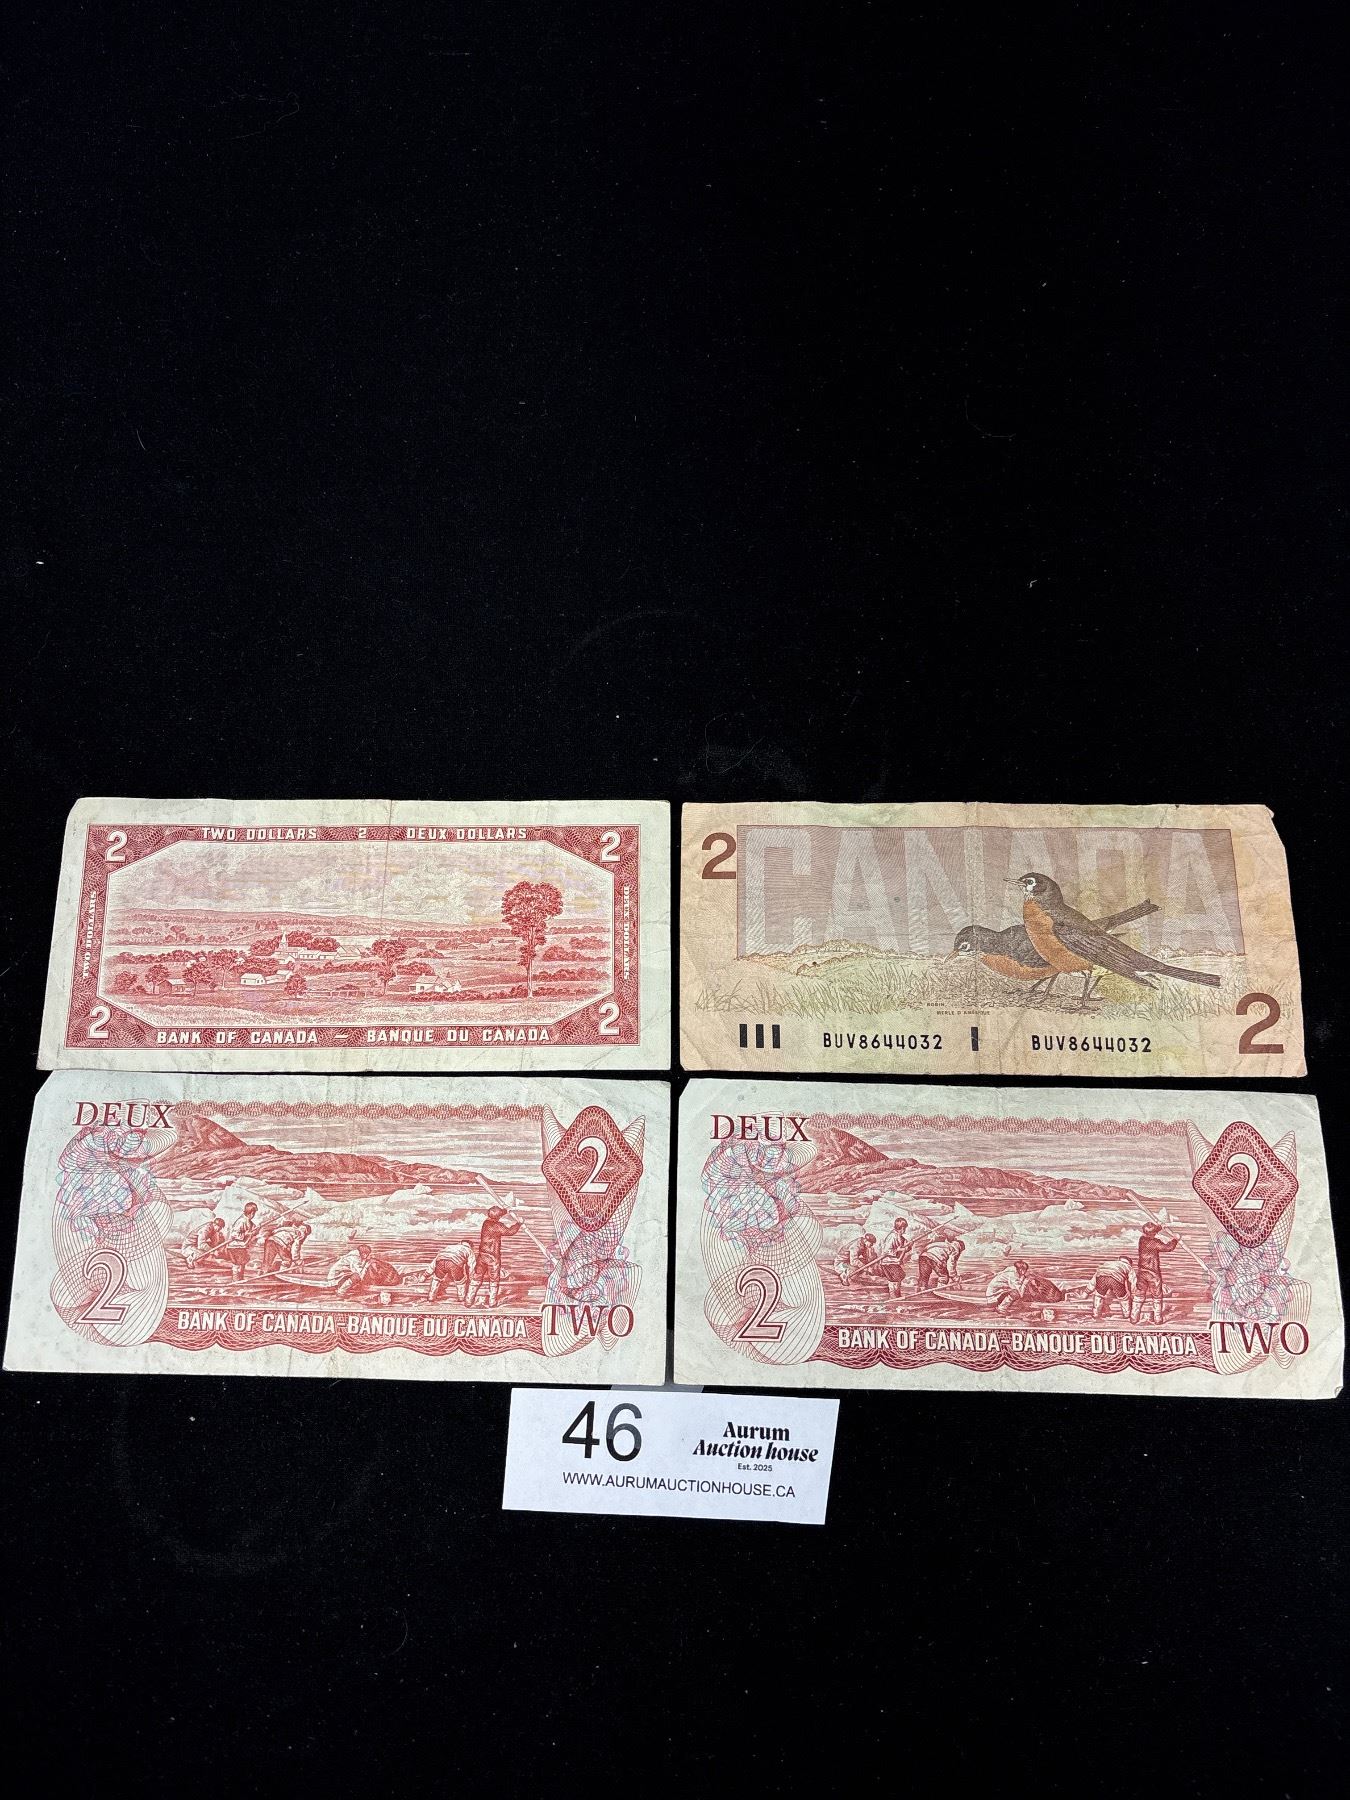 TWO DOLLARS 2 DEUX DOLLARS
2 2
TWO DOLLARS
DEUX DOLLARS
2 2
BANK OF CANADA – BANQUE DU CANADA
2
CANADA
ROBIN
MERLE D'AMÉRIQUE
BUV8644032 BUV8644032
2
DEUX
2
2
BANK OF CANADA-BANQUE DU CANADA
TWO
DEUX
2
2
BANK OF CANADA-BANQUE DU CANADA
TWO
46
Aurum
Auction house
Est. 2025
WWW.AURUMAUCTIONHOUSE.CA